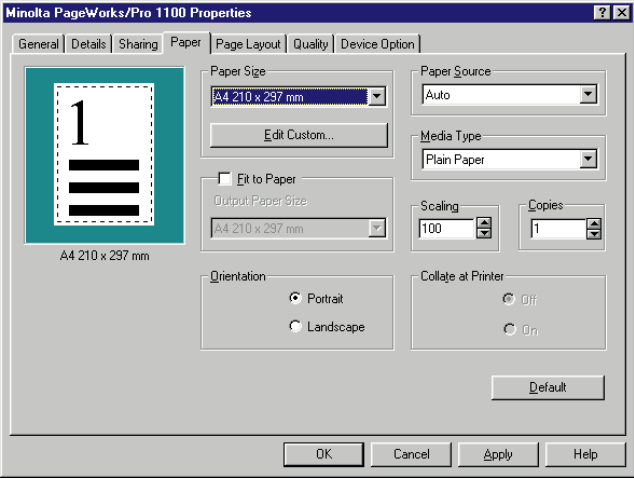 Minolta PageWorks/Pro 1100 Properties
General Details Sharing Paper Page Layout Quality Device Option
1
A4 210 x 297 mm
Paper Size
A4 210 x 297 mm
Edit Custom...
Fit to Paper
Output Paper Size
A4 210 x 297 mm
Orientation
Portrait
Landscape
Paper Source
Auto
Media Type
Plain Paper
Scaling
100
Copies
1
Collate at Printer
Off
On
Default
OK Cancel Apply Help